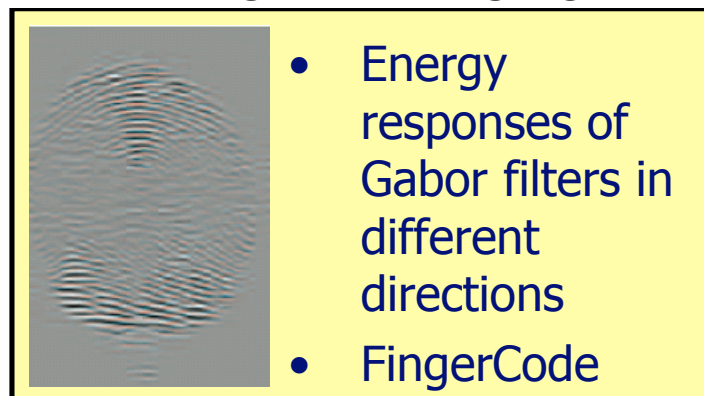 • Energy
responses of
Gabor filters in
different
directions
• FingerCode